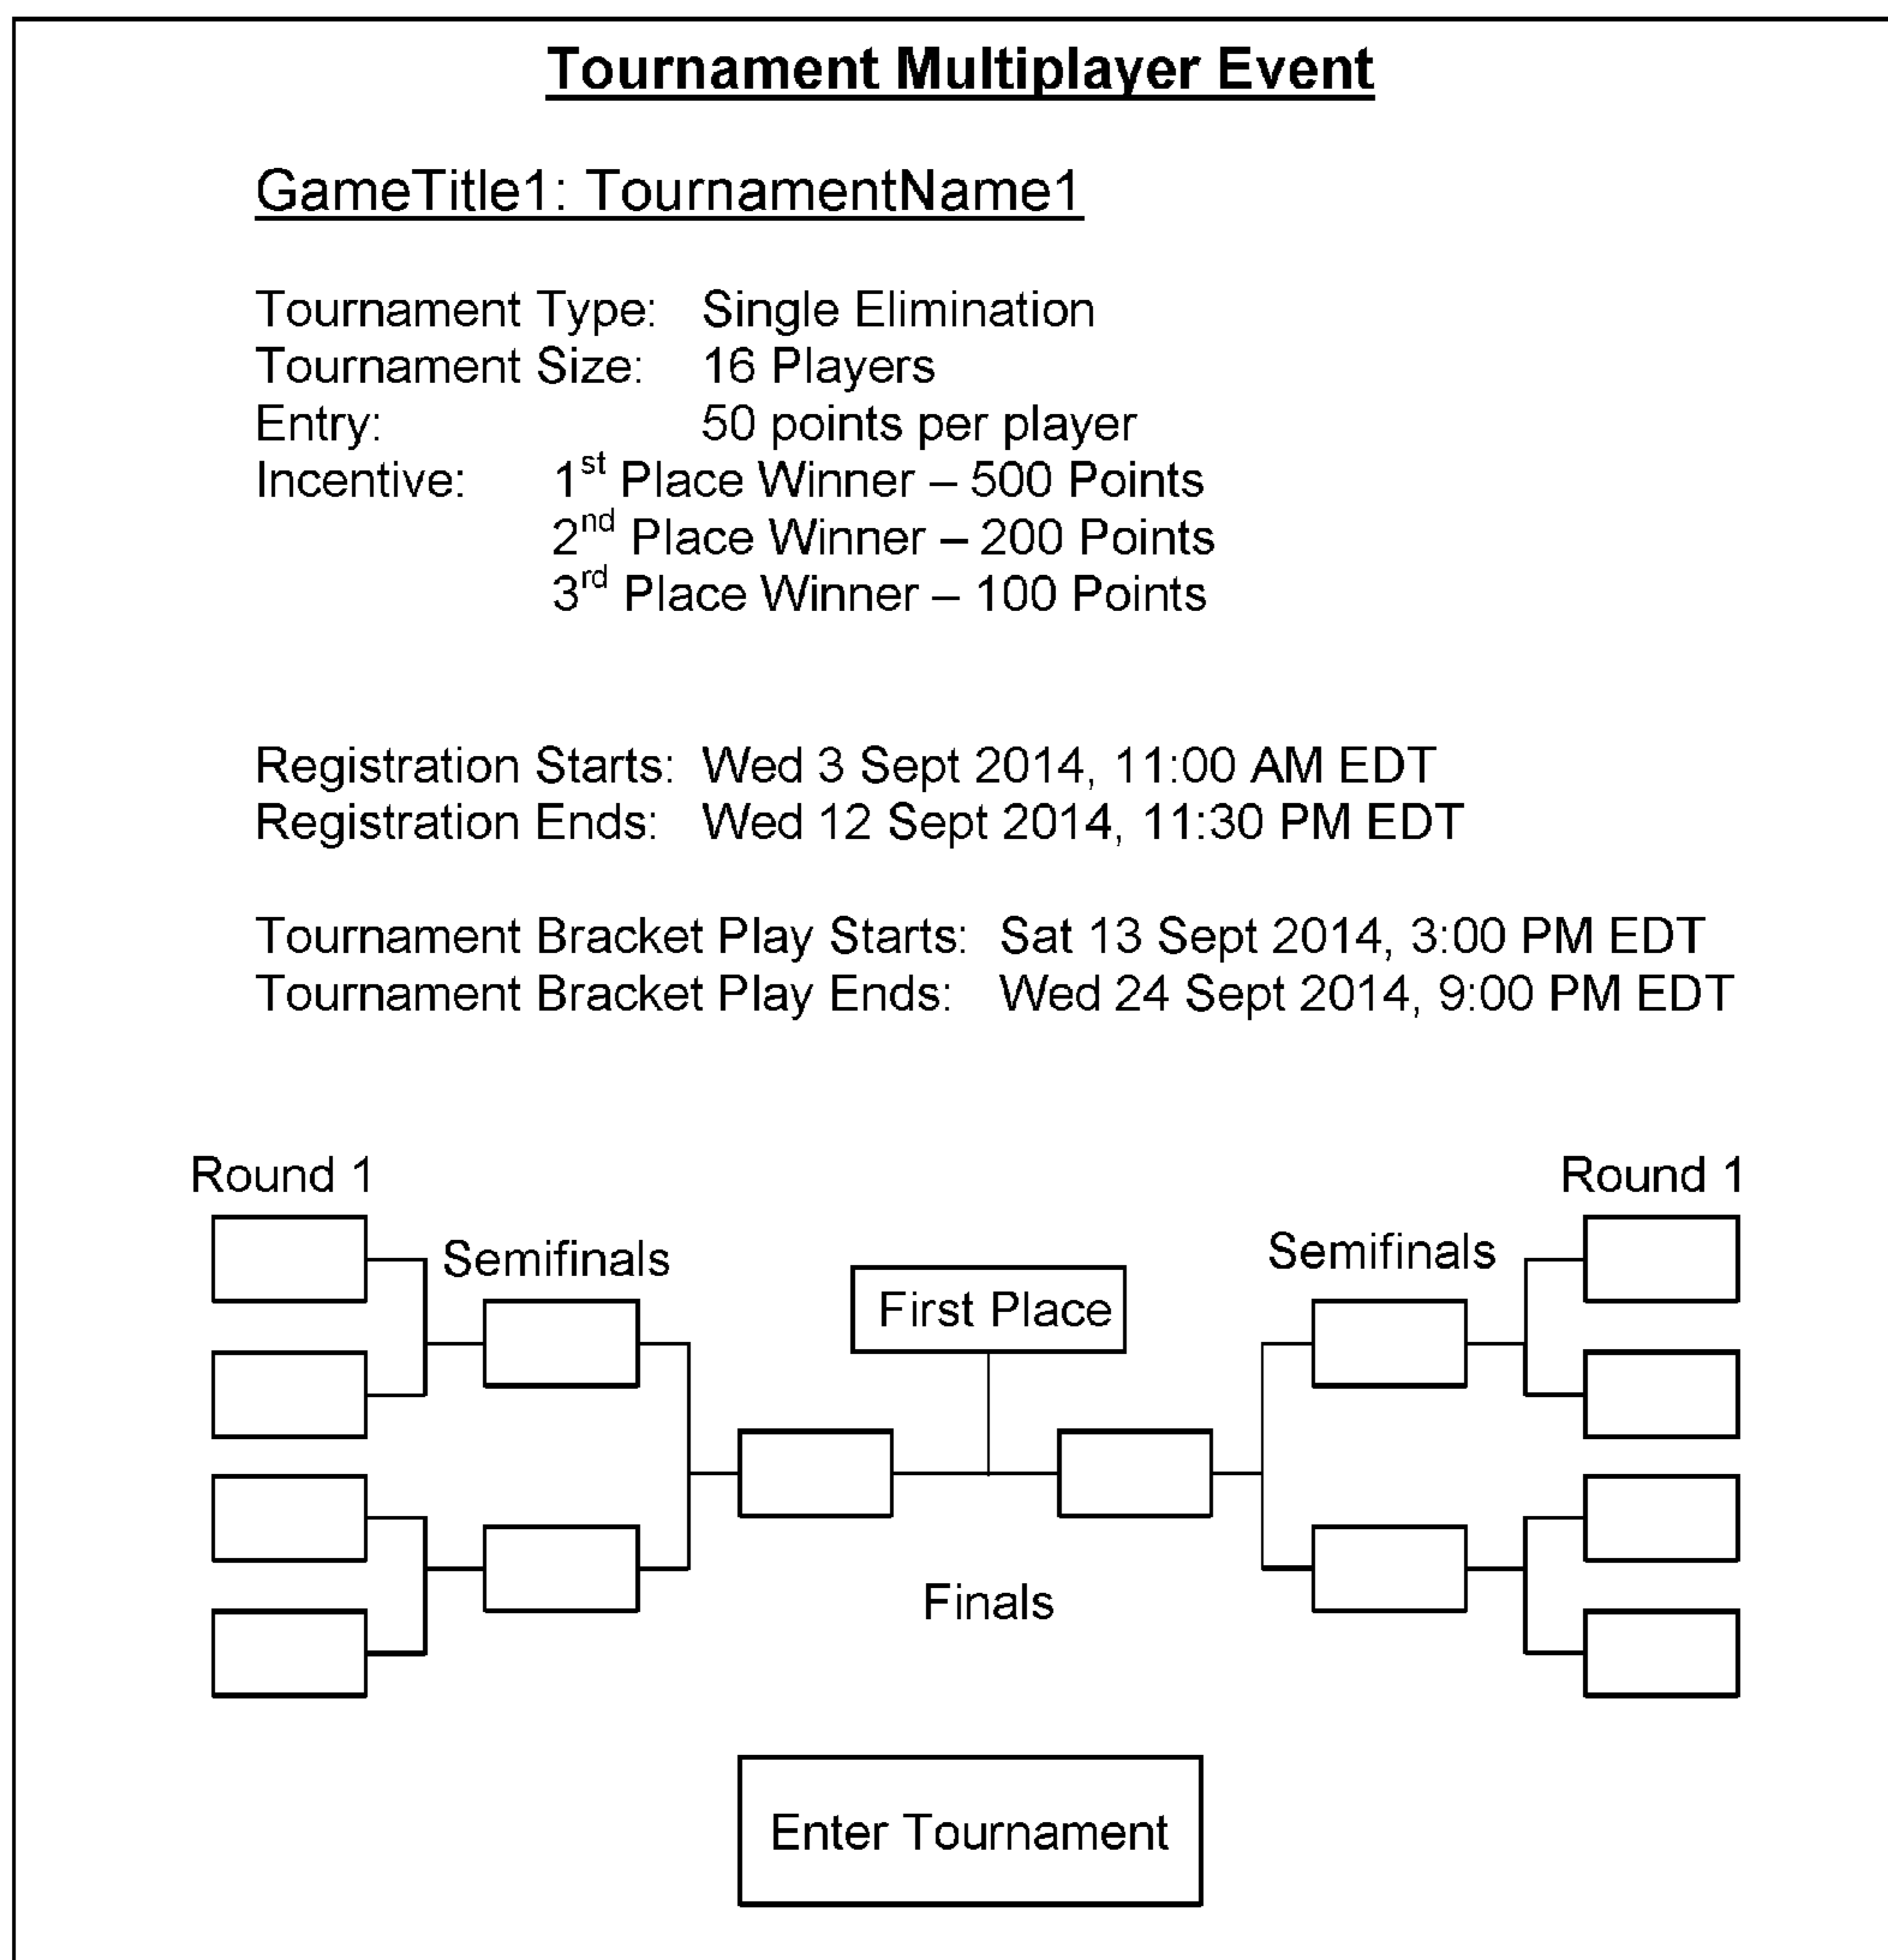 Tournament Multiplayer Event
GameTitle1: TournamentName1
Tournament Type: Single Elimination
Tournament Size: 16 Players
Entry: 50 points per player
Incentive: 1st Place Winner – 500 Points
2nd Place Winner – 200 Points
3rd Place Winner – 100 Points
Registration Starts: Wed 3 Sept 2014, 11:00 AM EDT
Registration Ends: Wed 12 Sept 2014, 11:30 PM EDT
Tournament Bracket Play Starts: Sat 13 Sept 2014, 3:00 PM EDT
Tournament Bracket Play Ends: Wed 24 Sept 2014, 9:00 PM EDT
Round 1
Round 1
Semifinals
Semifinals
First Place
Finals
Enter Tournament